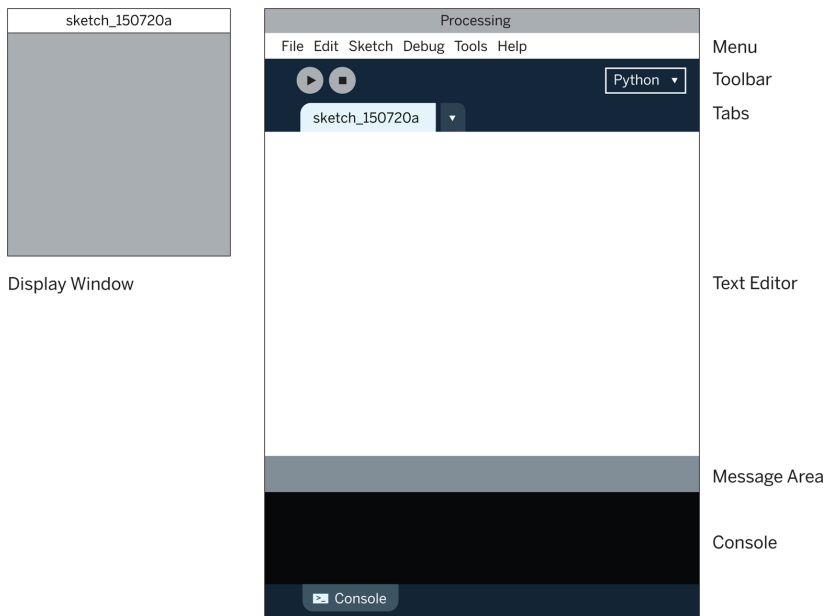 sketch_150720a
Display Window
Processing
File Edit Sketch Debug Tools Help
Python
sketch_150720a
Console
Menu
Toolbar
Tabs
Text Editor
Message Area
Console